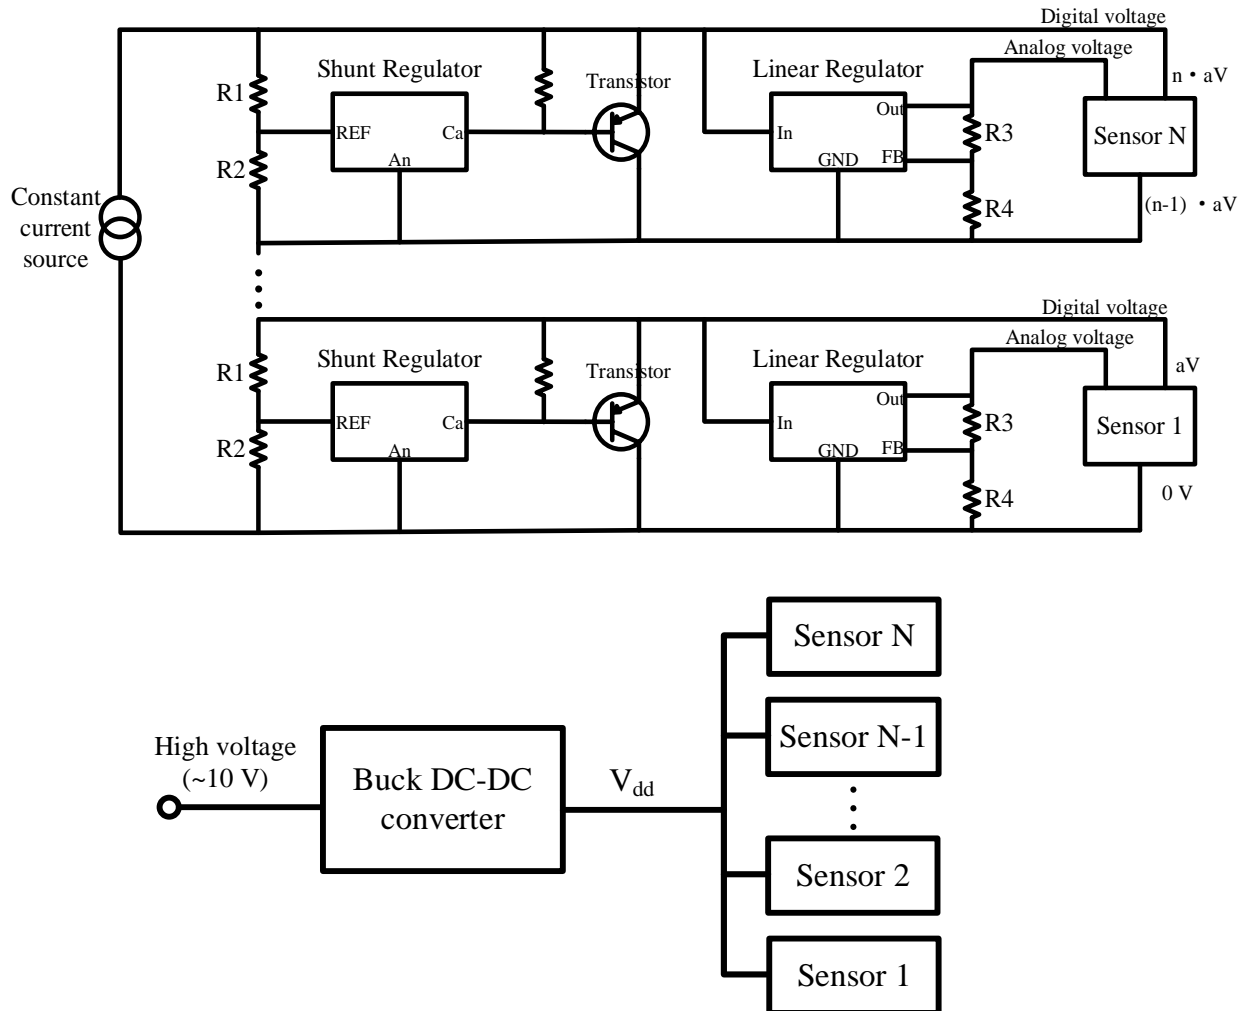 Digital voltage
Analog voltage
Shunt Regulator
Transistor
Linear Regulator
n・aV
R1
REF
Ca
An
In
Out
GND
FB
R3
Sensor N
R2
R4
(n-1)・aV
Constant
current
source
Digital voltage
Analog voltage
Shunt Regulator
Transistor
Linear Regulator
aV
R1
REF
Ca
An
In
Out
GND
FB
R3
Sensor 1
R2
R4
0 V
Sensor N
Sensor N-1
High voltage
(~10 V)
Buck DC-DC
converter
Vdd
Sensor 2
Sensor 1